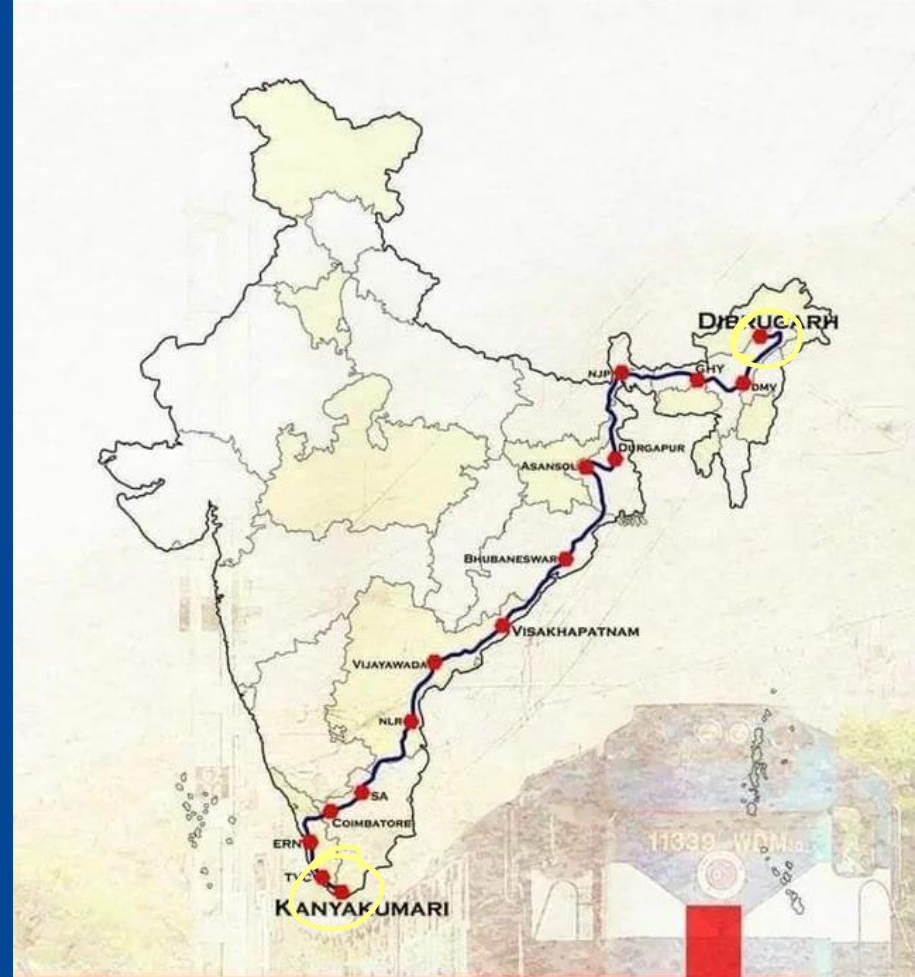 DIBRUGARH
NJP
GHY
DMV
DURGAPUR
ASANSOL
BHUBANESWAR
VISAKHAPATNAM
VIJAYAWADA
NLR
SA
COIMBATORE
ERN
TVC
KANYAKUMARI
11339 WDM